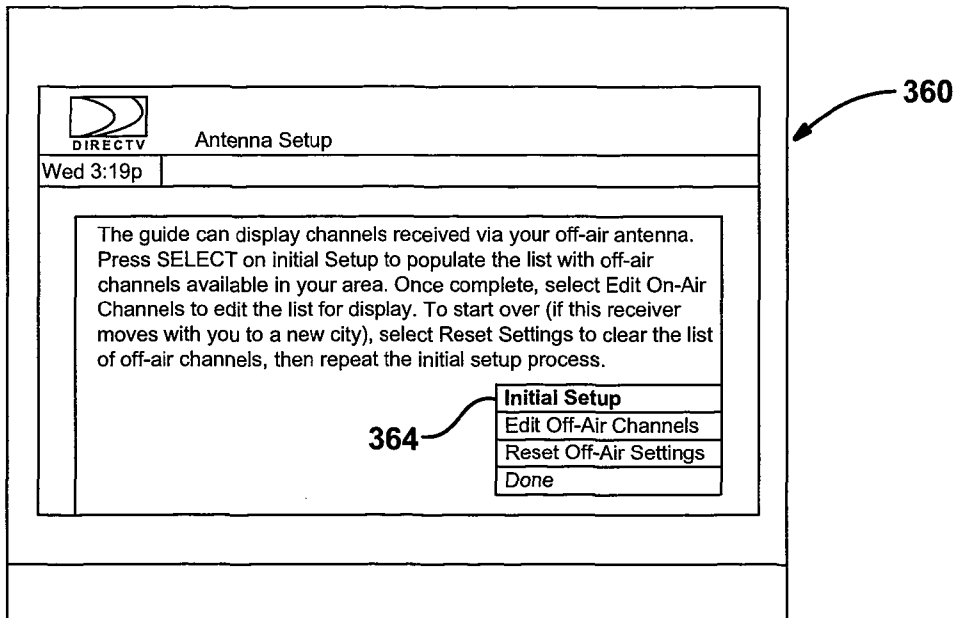 360
DIRECTV
Antenna Setup
Wed 3:19p
The guide can display channels received via your off-air antenna.
Press SELECT on initial Setup to populate the list with off-air
channels available in your area. Once complete, select Edit On-Air
Channels to edit the list for display. To start over (if this receiver
moves with you to a new city), select Reset Settings to clear the list
of off-air channels, then repeat the initial setup process.
Initial Setup
364
Edit Off-Air Channels
Reset Off-Air Settings
Done